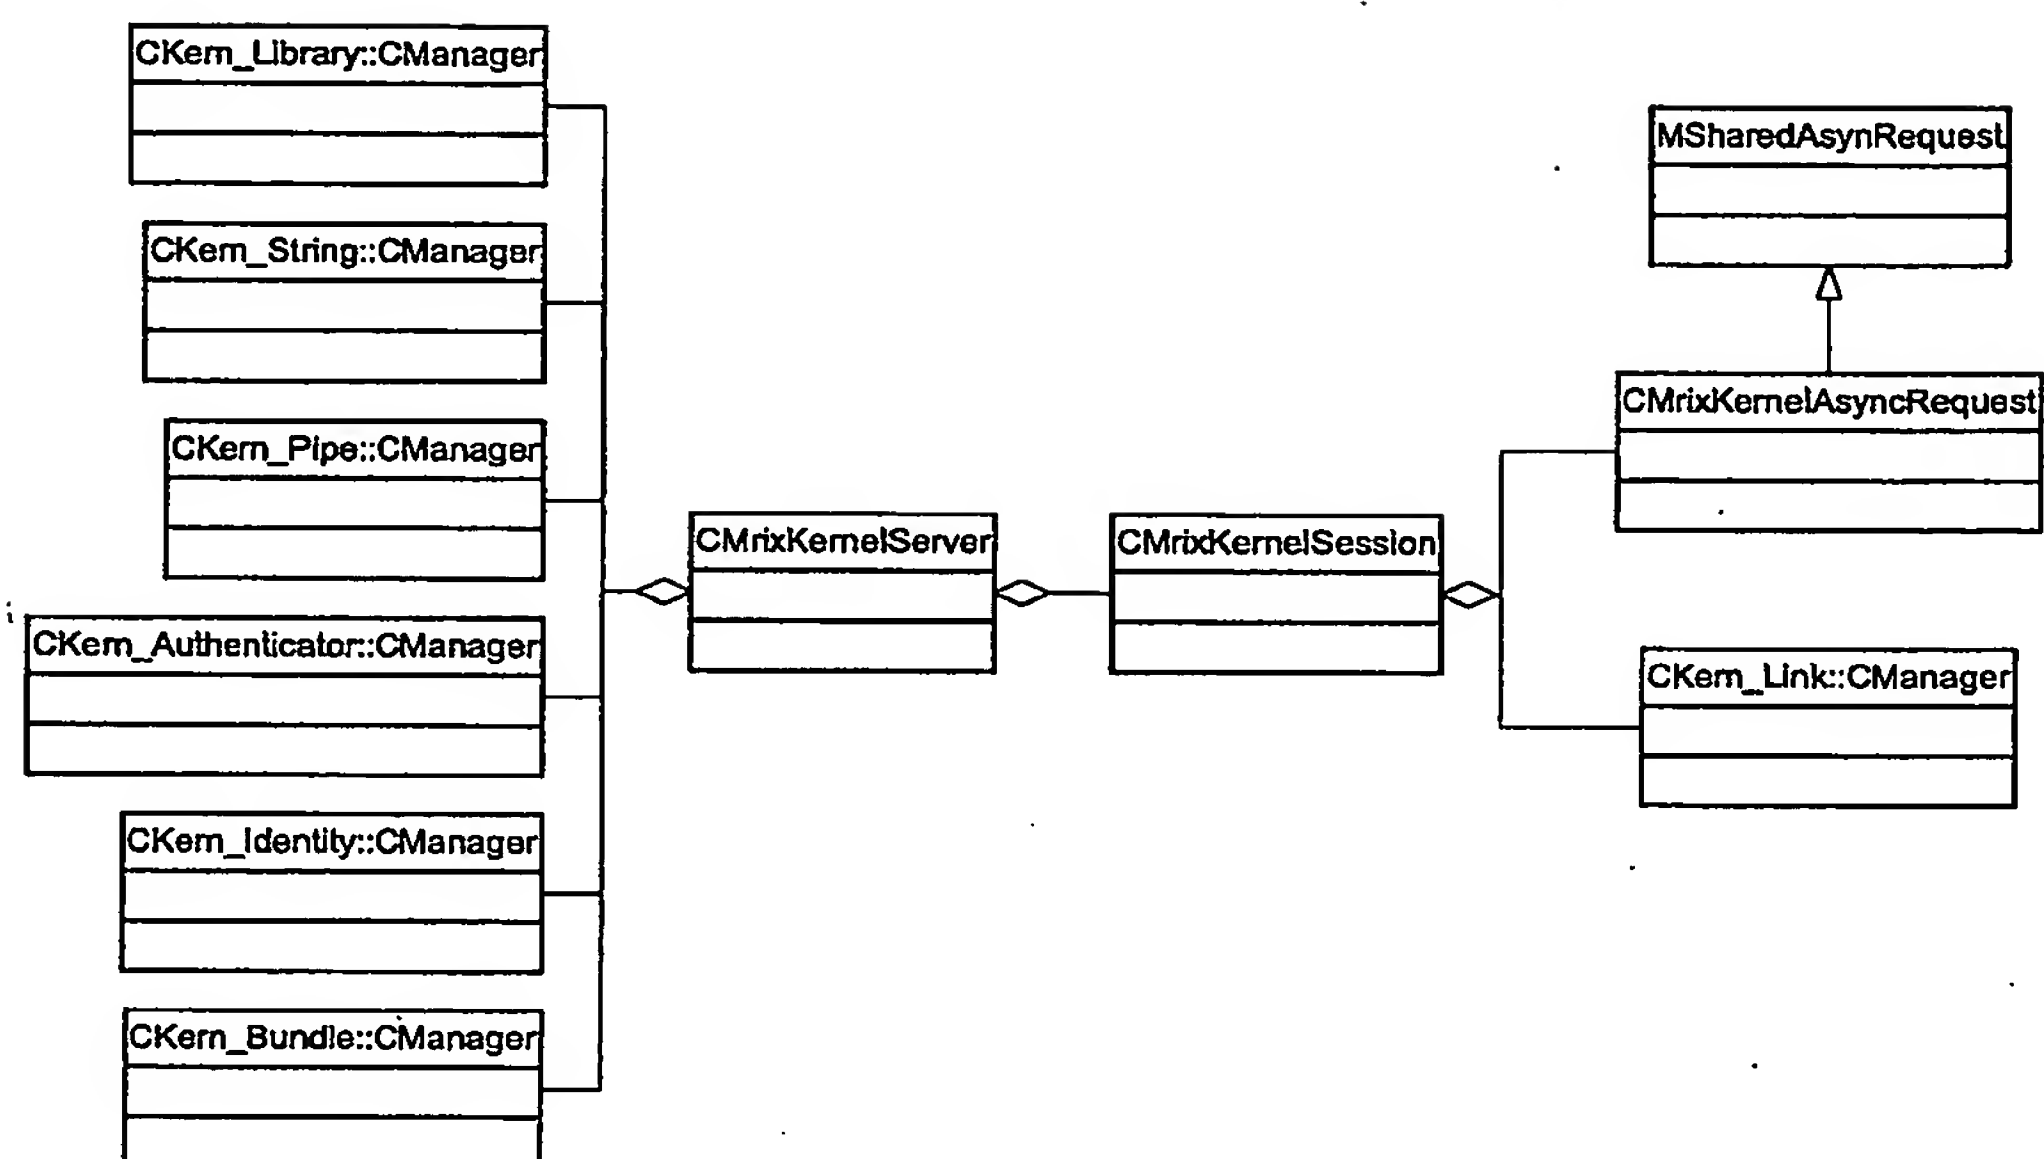 CKern_Library::CManager
CKern_String::CManager
CKern_Pipe::CManager
CKern_Authenticator::CManager
CKern_Identity::CManager
CKern_Bundle::CManager
CMrixKernelServer
CMrixKernelSession
MSharedAsynRequest
CMrixKernelAsyncRequest
CKern_Link::CManager